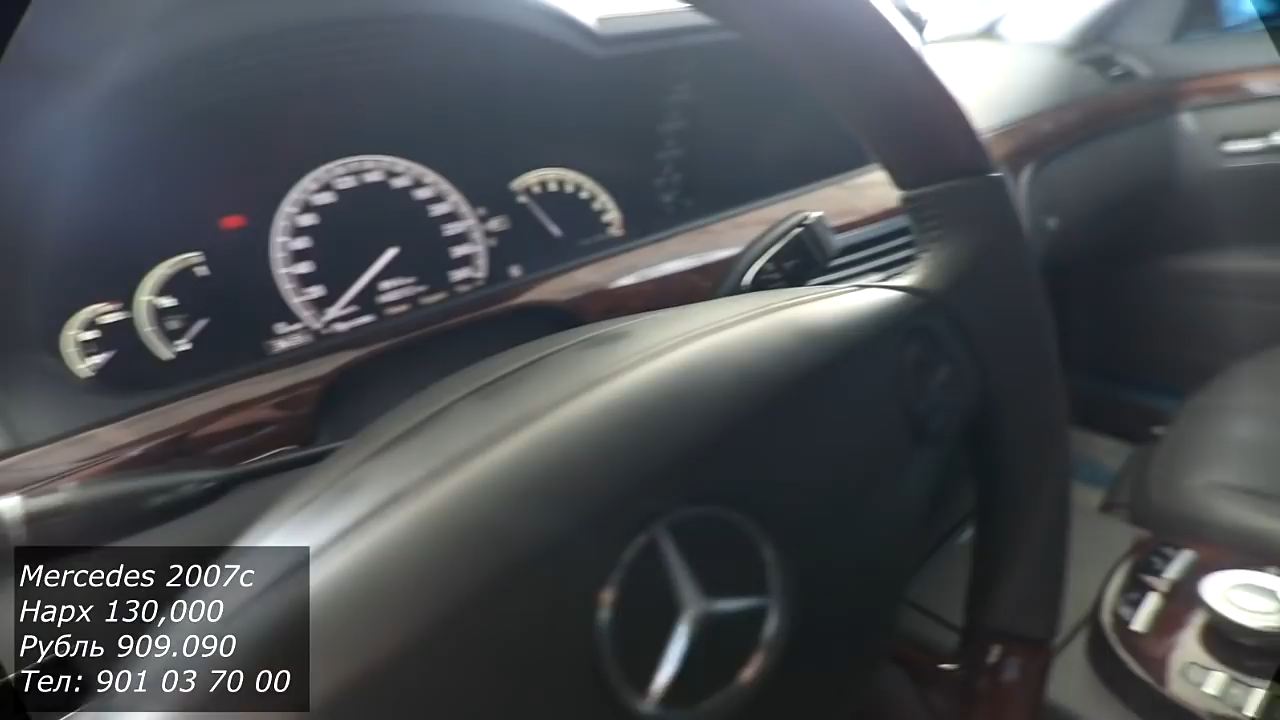 Mercedes 2007c
Нарх 130,000
Рубль 909.090
Тел: 901 03 70 00